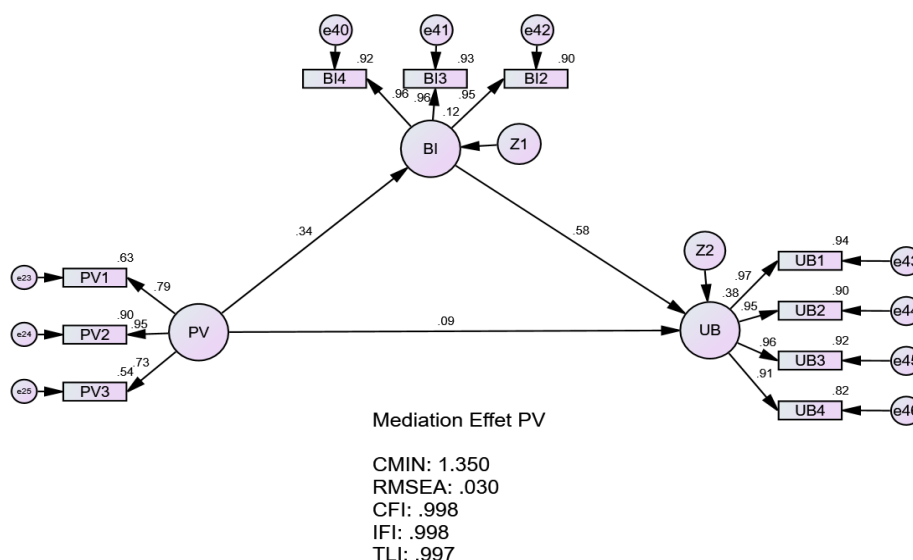 e40
e41
e42
.92
.93
.90
BI4
BI3
BI2
.96
.96
.95
.12
BI
Z1
.34
.58
Z2
.63
.94
e23
PV1
.79
.97
UB1
e43
.38
.90
.90
e24
PV2
.95
PV
.09
UB
.95
UB2
e44
.73
.96
.92
.54
UB3
e45
e25
PV3
.91
.82
UB4
e46
Mediation Effet PV
CMIN: 1.350
RMSEA: .030
CFI: .998
IFI: .998
TLI: .997